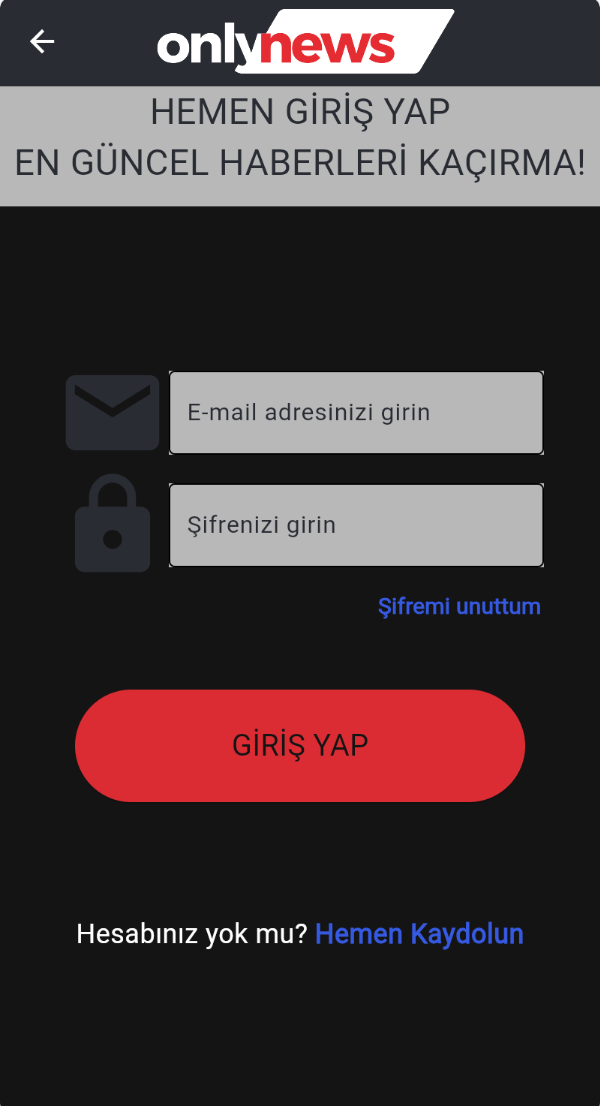 onlynews
HEMEN GİRİŞ YAP
EN GÜNCEL HABERLERİ KAÇIRMA!
E-mail adresinizi girin
Şifrenizi girin
Şifremi unuttum
GİRİŞ YAP
Hesabınız yok mu? Hemen Kaydolun